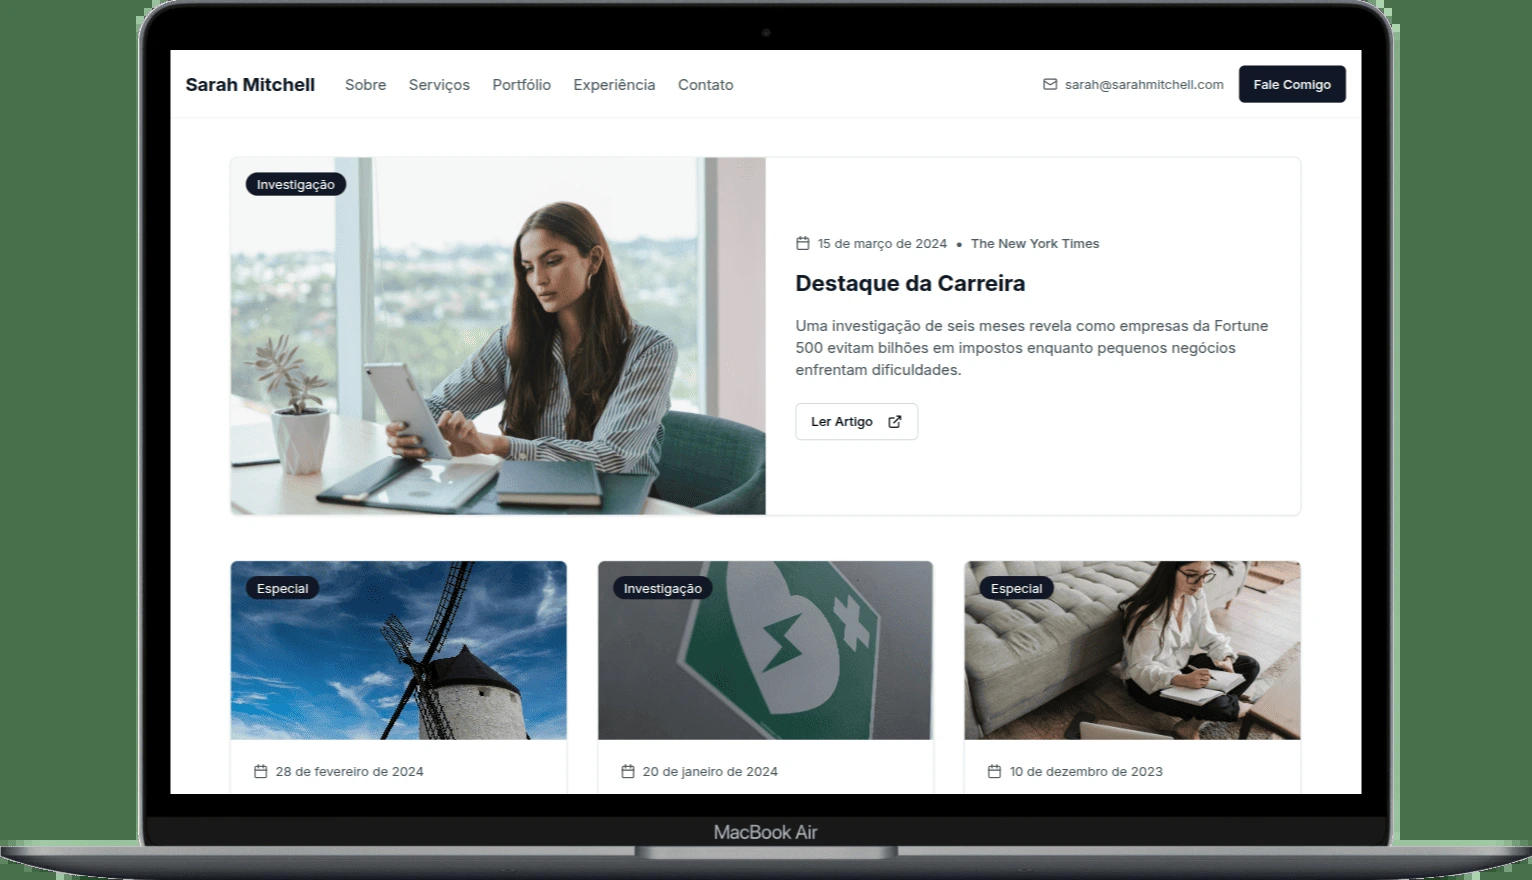 Sarah Mitchell Sobre Serviços Portfólio Experiência Contato sarah@sarahmitchell.com Fale Comigo
Investigação
15 de março de 2024 • The New York Times
Destaque da Carreira
Uma investigação de seis meses revela como empresas da Fortune
500 evitam bilhões em impostos enquanto pequenos negócios
enfrentam dificuldades.
Ler Artigo
Especial
Investigação
Especial
28 de fevereiro de 2024
20 de janeiro de 2024
10 de dezembro de 2023
MacBook Air